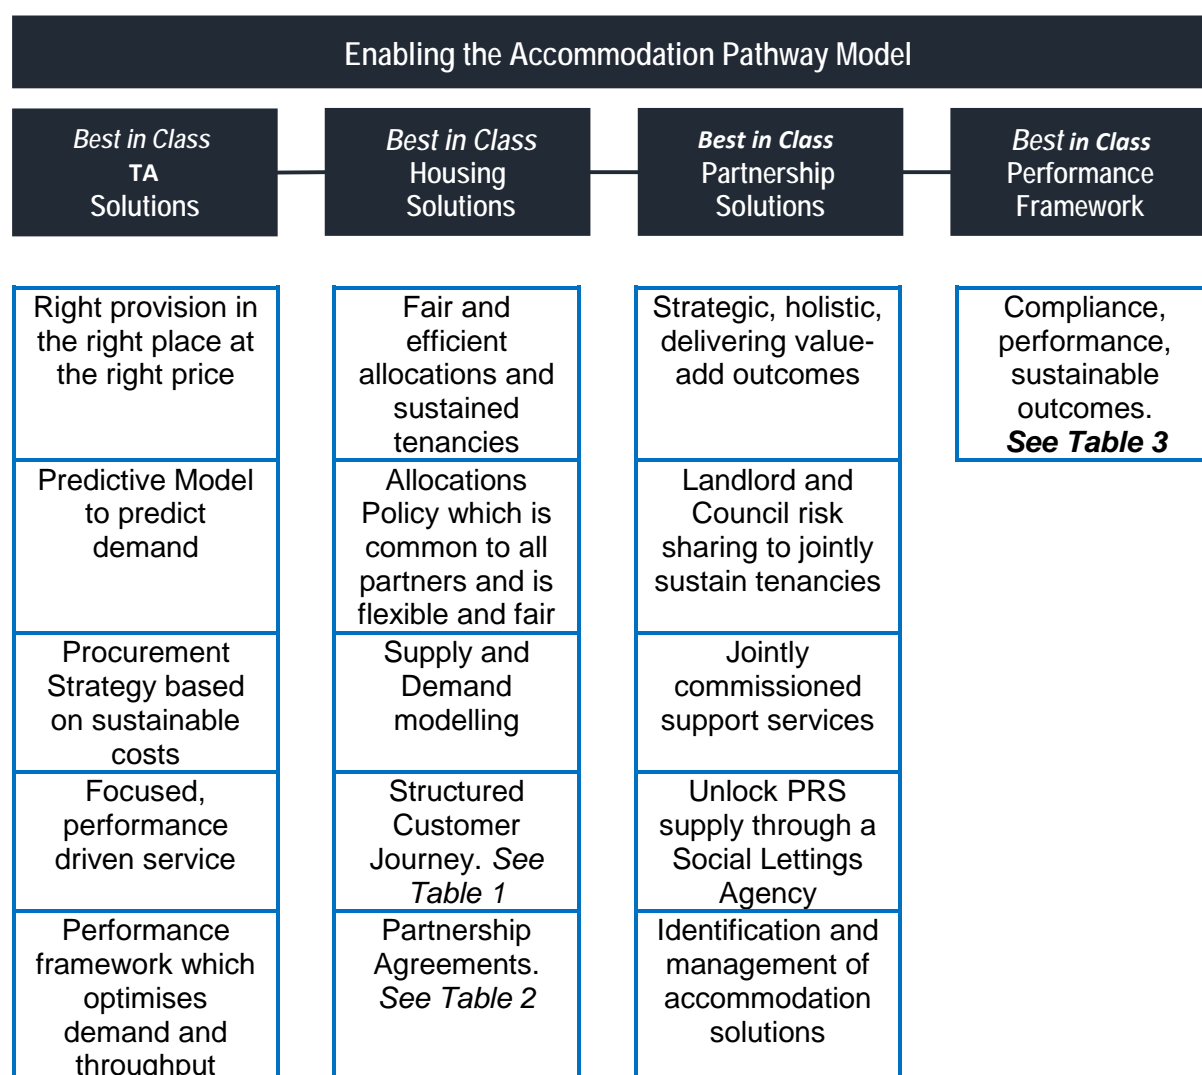 Enabling the Accommodation Pathway Model
Best in Class
TA
Solutions
Best in Class
Housing
Solutions
Best in Class
Partnership
Solutions
Best in Class
Performance
Framework
Right provision in
the right place at
the right price
Predictive Model
to predict
demand
Procurement
Strategy based
on sustainable
costs
Focused,
performance
driven service
Performance
framework which
optimises
demand and
throughput
Fair and
efficient
allocations and
sustained
tenancies
Allocations
Policy which is
common to all
partners and is
flexible and fair
Supply and
Demand
modelling
Structured
Customer
Journey. See
Table 1
Partnership
Agreements.
See Table 2
Strategic, holistic,
delivering value-
add outcomes
Landlord and
Council risk
sharing to jointly
sustain tenancies
Jointly
commissioned
support services
Unlock PRS
supply through a
Social Lettings
Agency
Identification and
management of
accommodation
solutions
Compliance,
performance,
sustainable
outcomes.
See Table 3